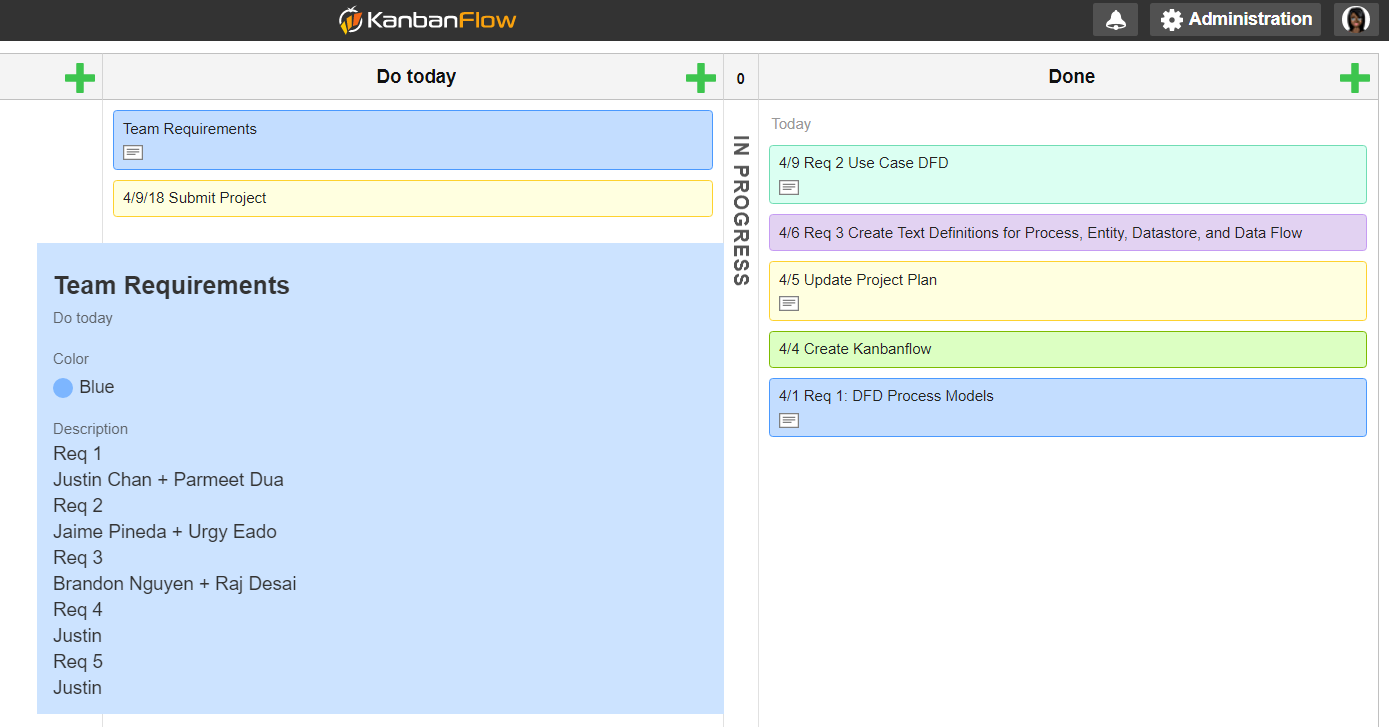 KanbanFlow
Administration
Do today
0
Done
Team Requirements
4/9/18 Submit Project
IN PROGRESS
Today
4/9 Req 2 Use Case DFD
4/6 Req 3 Create Text Definitions for Process, Entity, Datastore, and Data Flow
4/5 Update Project Plan
4/4 Create Kanbanflow
4/1 Req 1: DFD Process Models
Team Requirements
Do today
Color
Blue
Description
Req 1
Justin Chan + Parmeet Dua
Req 2
Jaime Pineda + Urgy Eado
Req 3
Brandon Nguyen + Raj Desai
Req 4
Justin
Req 5
Justin